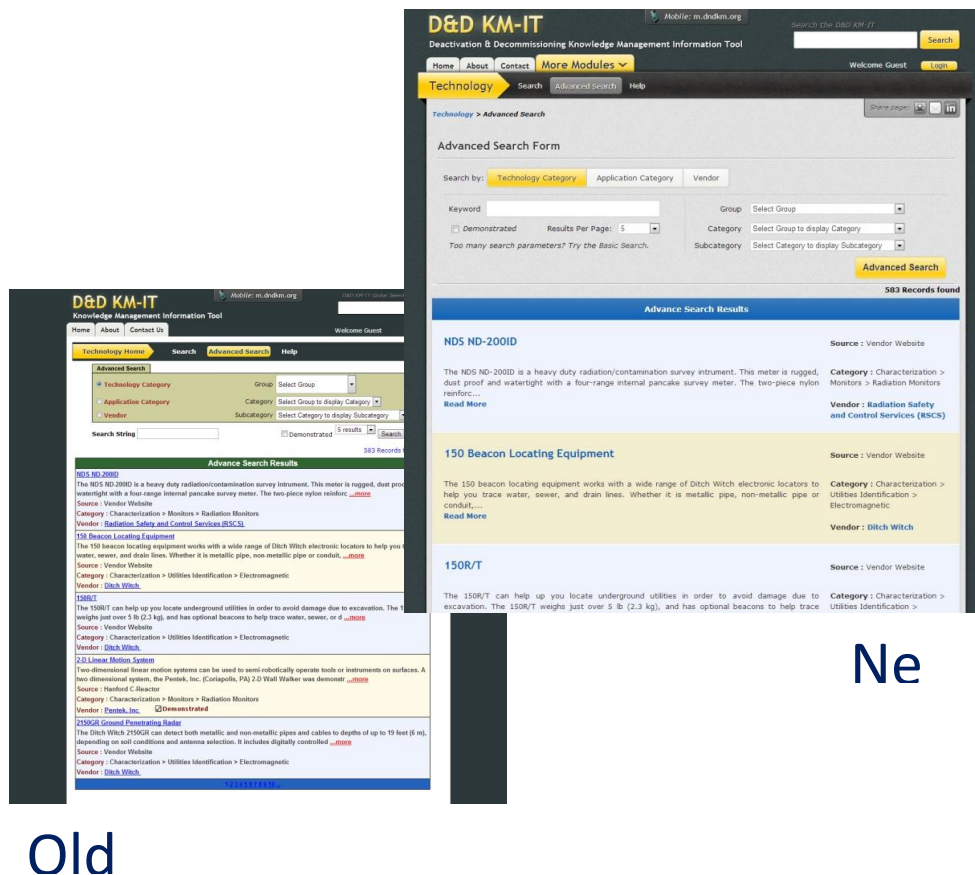 D&D KM-IT
Mobile: m.dndkm.org
Search the D&D KM-IT
Deactivation & Decommissioning Knowledge Management Information Tool
Search
Home About Contact More Modules
Welcome Guest Login
Technology Search Advanced Search Help
Technology > Advanced Search
Share page: in
Advanced Search Form
Search by: Technology Category Application Category Vendor
Keyword
Group Select Group
Demonstrated Results Per Page: 5
Category Select Group to display Category
Too many search parameters? Try the Basic Search.
Subcategory Select Category to display Subcategory
Advanced Search
583 Records found
Advance Search Results
NDS ND-200ID
Source : Vendor Website
The NDS ND-200ID is a heavy duty radiation/contamination survey intrument. This meter is rugged,
dust proof and watertight with a four-range internal pancake survey meter. The two-piece nylon
reinforc...
Read More
Category : Characterization >
Monitors > Radiation Monitors
Vendor : Radiation Safety
and Control Services (RSCS)
150 Beacon Locating Equipment
Source : Vendor Website
The 150 beacon locating equipment works with a wide range of Ditch Witch electronic locators to
help you trace water, sewer, and drain lines. Whether it is metallic pipe, non-metallic pipe or
conduit,...
Read More
Category : Characterization >
Utilities Identification >
Electromagnetic
Vendor : Ditch Witch
150R/T
Source : Vendor Website
The 150R/T can help up you locate underground utilities in order to avoid damage due to
excavation. The 150R/T weighs just over 5 lb (2.3 kg), and has optional beacons to help trace
Category : Characterization >
Utilities Identification >
Ne
D&D KM-IT
Mobile: m.dndkm.org
Knowledge Management Information Tool
Home About Contact Us
Welcome Guest
Technology Home Search Advanced Search Help
Advanced Search
Technology Category
Group Select Group
Application Category
Category Select Group to display Category
Vendor
Subcategory Select Category to display Subcategory
Search String
Demonstrated 5 results Search
583 Records
Advance Search Results
NDS ND-200ID
The NDS ND-200ID is a heavy duty radiation/contamination survey intrument. This meter is rugged, dust proof
watertight with a four-range internal pancake survey meter. The two-piece nylon reinforc ...more
Source : Vendor Website
Category : Characterization > Monitors > Radiation Monitors
Vendor : Radiation Safety and Control Services (RSCS)
150 Beacon Locating Equipment
The 150 beacon locating equipment works with a wide range of Ditch Witch electronic locators to help you
water, sewer, and drain lines. Whether it is metallic pipe, non-metallic pipe or conduit, ...more
Source : Vendor Website
Category : Characterization > Utilities Identification > Electromagnetic
Vendor : Ditch Witch
150R/T
The 150R/T can help up you locate underground utilities in order to avoid damage due to excavation. The
weighs just over 5 lb (2.3 kg), and has optional beacons to help trace water, sewer, or d ...more
Source : Vendor Website
Category : Characterization > Utilities Identification > Electromagnetic
Vendor : Ditch Witch
2-D Linear Motion System
Two-dimensional linear motion systems can be used to semi-robotically operate tools or instruments on surfaces. A
two dimensional system, the Pentek, Inc. (Coriapolis, PA) 2-D Wall Walker was demonstr ...more
Source : Hanford C-Reactor
Category : Characterization > Monitors > Radiation Monitors
Vendor : Pentek, Inc. Demonstrated
2150GR Ground Penetrating Radar
The Ditch Witch 2150GR can detect both metallic and non-metallic pipes and cables to depths of up to 19 feet (6 m),
depending on soil conditions and antenna selection. It includes digitally controlled ...more
Source : Vendor Website
Category : Characterization > Utilities Identification > Electromagnetic
Vendor : Ditch Witch
1 2 3 4 5 6 7 8 9 10 ...
Old